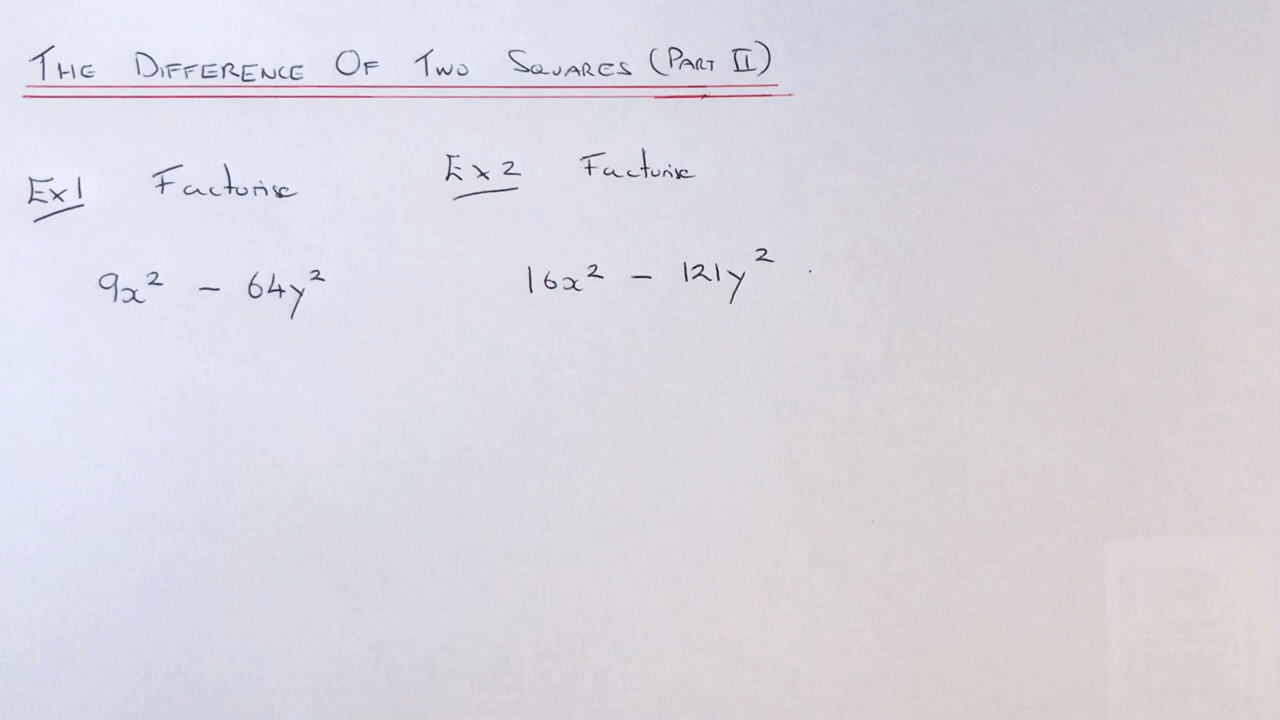 THE DIFFERENCE OF TWO SQUARES (PART II)
Ex1 Factorise
9x² - 64y²
Ex2 Factorise
16x² - 121y²